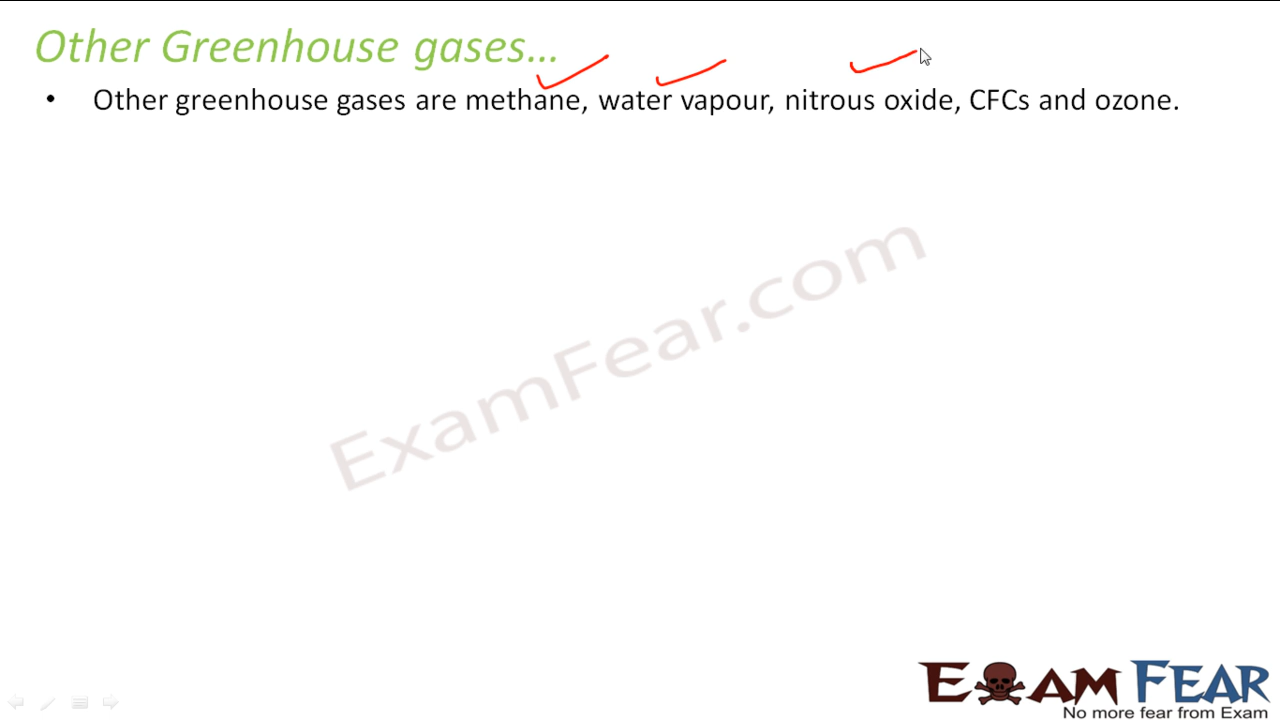 Other Greenhouse gases...
• Other greenhouse gases are methane, water vapour, nitrous oxide, CFCs and ozone.
ExamFear.com
EXAM FEAR
No more fear from Exam